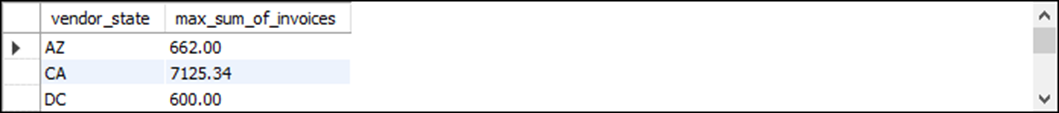 vendor_state max_sum_of_invoices
AZ 662.00
CA 7125.34
DC 600.00